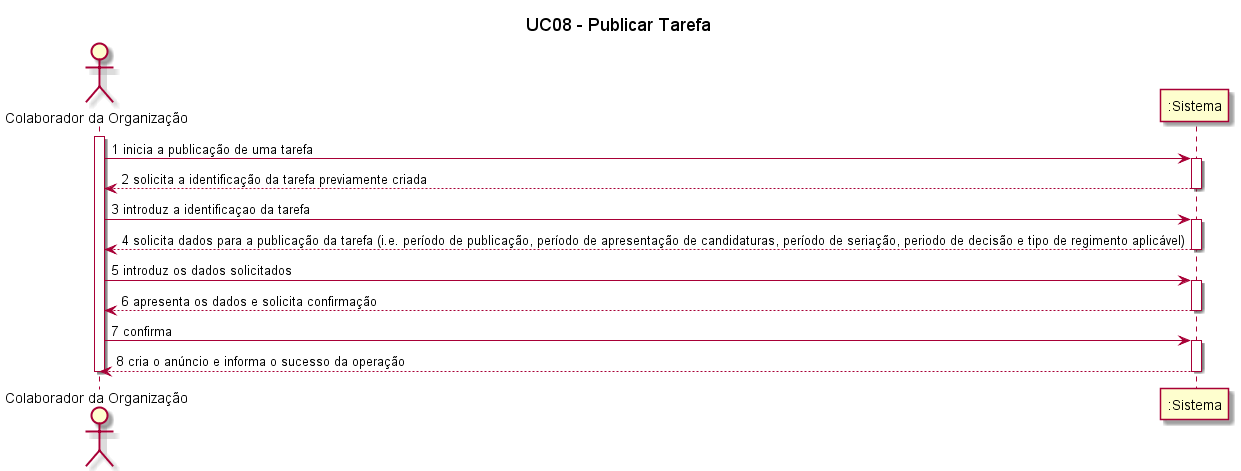 UC08 - Publicar Tarefa
Colaborador da Organização
:Sistema
1 inicia a publicação de uma tarefa
2 solicita a identificação da tarefa previamente criada
3 introduz a identificaçao da tarefa
4 solicita dados para a publicação da tarefa (i.e. período de publicação, período de apresentação de candidaturas, período de seriação, periodo de decisão e tipo de regimento aplicável)
5 introduz os dados solicitados
6 apresenta os dados e solicita confirmação
7 confirma
8 cria o anúncio e informa o sucesso da operação
Colaborador da Organização
:Sistema